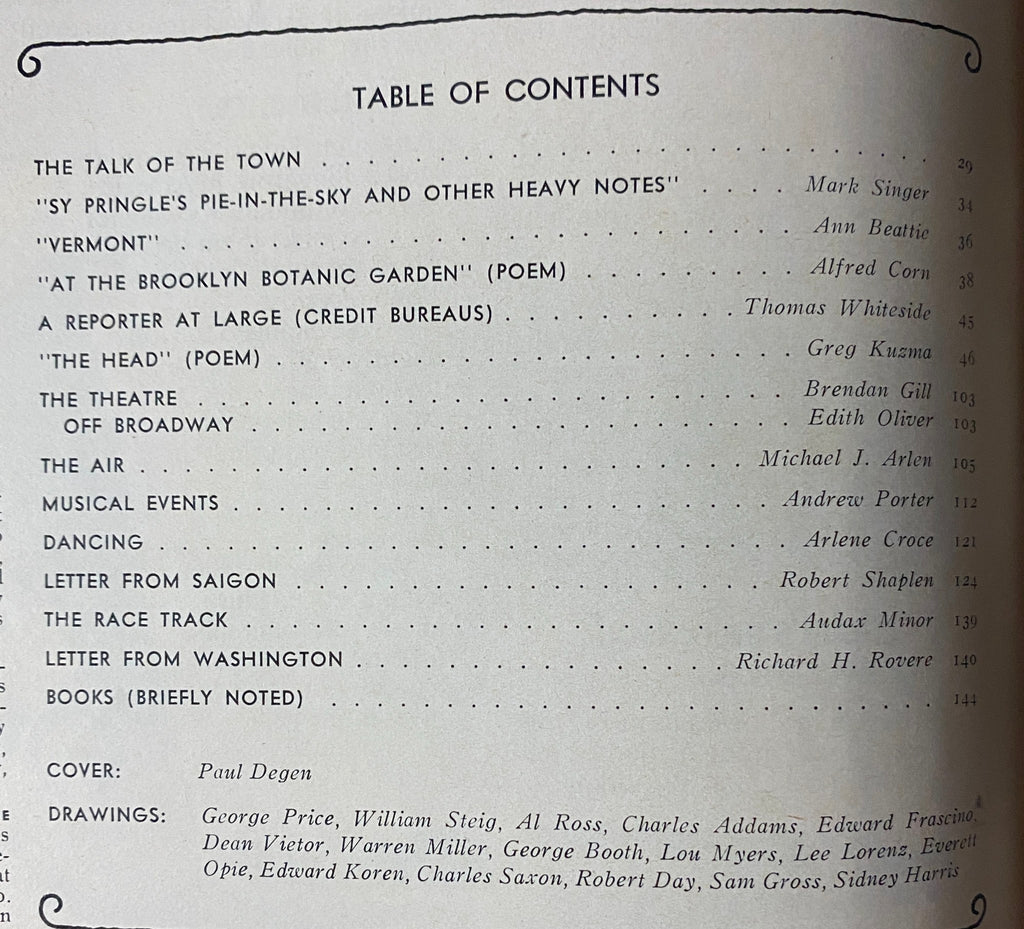 TABLE OF CONTENTS
THE TALK OF THE TOWN . . . . . . . . . . . . . . . . . . . . . . . . . . . 29
"SY PRINGLE'S PIE-IN-THE-SKY AND OTHER HEAVY NOTES" . . . . Mark Singer 34
"VERMONT" . . . . . . . . . . . . . . . . . . . . . . . . . . . Ann Beattie 36
"AT THE BROOKLYN BOTANIC GARDEN" (POEM) . . . . . . . . . Alfred Corn 38
A REPORTER AT LARGE (CREDIT BUREAUS) . . . . . . . . . . Thomas Whiteside 45
"THE HEAD" (POEM) . . . . . . . . . . . . . . . . . . . . . . . Greg Kuzma 46
THE THEATRE . . . . . . . . . . . . . . . . . . . . . . . . . . Brendan Gill 103
OFF BROADWAY . . . . . . . . . . . . . . . . . . . . . . . . Edith Oliver 103
THE AIR . . . . . . . . . . . . . . . . . . . . . . . . . . . Michael J. Arlen 105
MUSICAL EVENTS . . . . . . . . . . . . . . . . . . . . . . . . Andrew Porter 112
DANCING . . . . . . . . . . . . . . . . . . . . . . . . . . . . Arlene Croce 121
LETTER FROM SAIGON . . . . . . . . . . . . . . . . . . . . . Robert Shaplen 124
THE RACE TRACK . . . . . . . . . . . . . . . . . . . . . . . . Audax Minor 139
LETTER FROM WASHINGTON . . . . . . . . . . . . . . . . . Richard H. Rovere 140
BOOKS (BRIEFLY NOTED) . . . . . . . . . . . . . . . . . . . . . . . . . . . 144
COVER: Paul Degen
DRAWINGS: George Price, William Steig, Al Ross, Charles Addams, Edward Frascino,
Dean Vietor, Warren Miller, George Booth, Lou Myers, Lee Lorenz, Everett
Opie, Edward Koren, Charles Saxon, Robert Day, Sam Gross, Sidney Harris